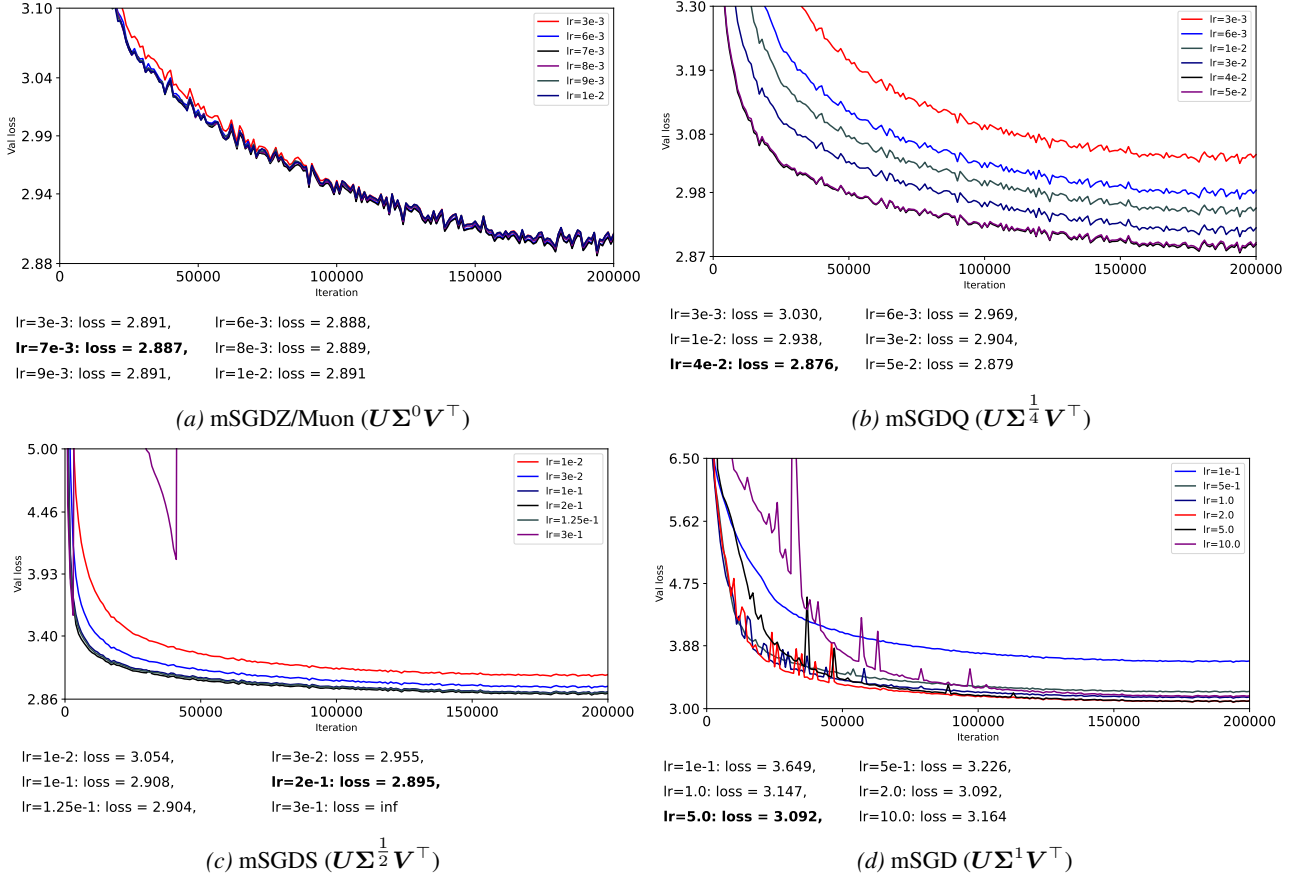 3.10
3.04
2.99
2.94
2.88
Val loss
0
50000
100000
150000
200000
Iteration
lr=3e-3
lr=6e-3
lr=7e-3
lr=8e-3
lr=9e-3
lr=1e-2
lr=3e-3: loss = 2.891, lr=6e-3: loss = 2.888,
lr=7e-3: loss = 2.887, lr=8e-3: loss = 2.889,
lr=9e-3: loss = 2.891, lr=1e-2: loss = 2.891
(a) mSGDZ/Muon (UΣ⁰V⊤)
3.30
3.19
3.08
2.98
2.87
Val loss
0
50000
100000
150000
200000
Iteration
lr=3e-3
lr=6e-3
lr=1e-2
lr=3e-2
lr=4e-2
lr=5e-2
lr=3e-3: loss = 3.030, lr=6e-3: loss = 2.969,
lr=1e-2: loss = 2.938, lr=3e-2: loss = 2.904,
lr=4e-2: loss = 2.876, lr=5e-2: loss = 2.879
(b) mSGDQ (UΣ^{1/4}V⊤)
5.00
4.46
3.93
3.40
2.86
Val loss
0
50000
100000
150000
200000
Iteration
lr=1e-2
lr=3e-2
lr=1e-1
lr=2e-1
lr=1.25e-1
lr=3e-1
lr=1e-2: loss = 3.054, lr=3e-2: loss = 2.955,
lr=1e-1: loss = 2.908, lr=2e-1: loss = 2.895,
lr=1.25e-1: loss = 2.904, lr=3e-1: loss = inf
(c) mSGDS (UΣ^{1/2}V⊤)
6.50
5.62
4.75
3.88
3.00
Val loss
0
50000
100000
150000
200000
Iteration
lr=1e-1
lr=5e-1
lr=1.0
lr=2.0
lr=5.0
lr=10.0
lr=1e-1: loss = 3.649, lr=5e-1: loss = 3.226,
lr=1.0: loss = 3.147, lr=2.0: loss = 3.092,
lr=5.0: loss = 3.092, lr=10.0: loss = 3.164
(d) mSGD (UΣ¹V⊤)